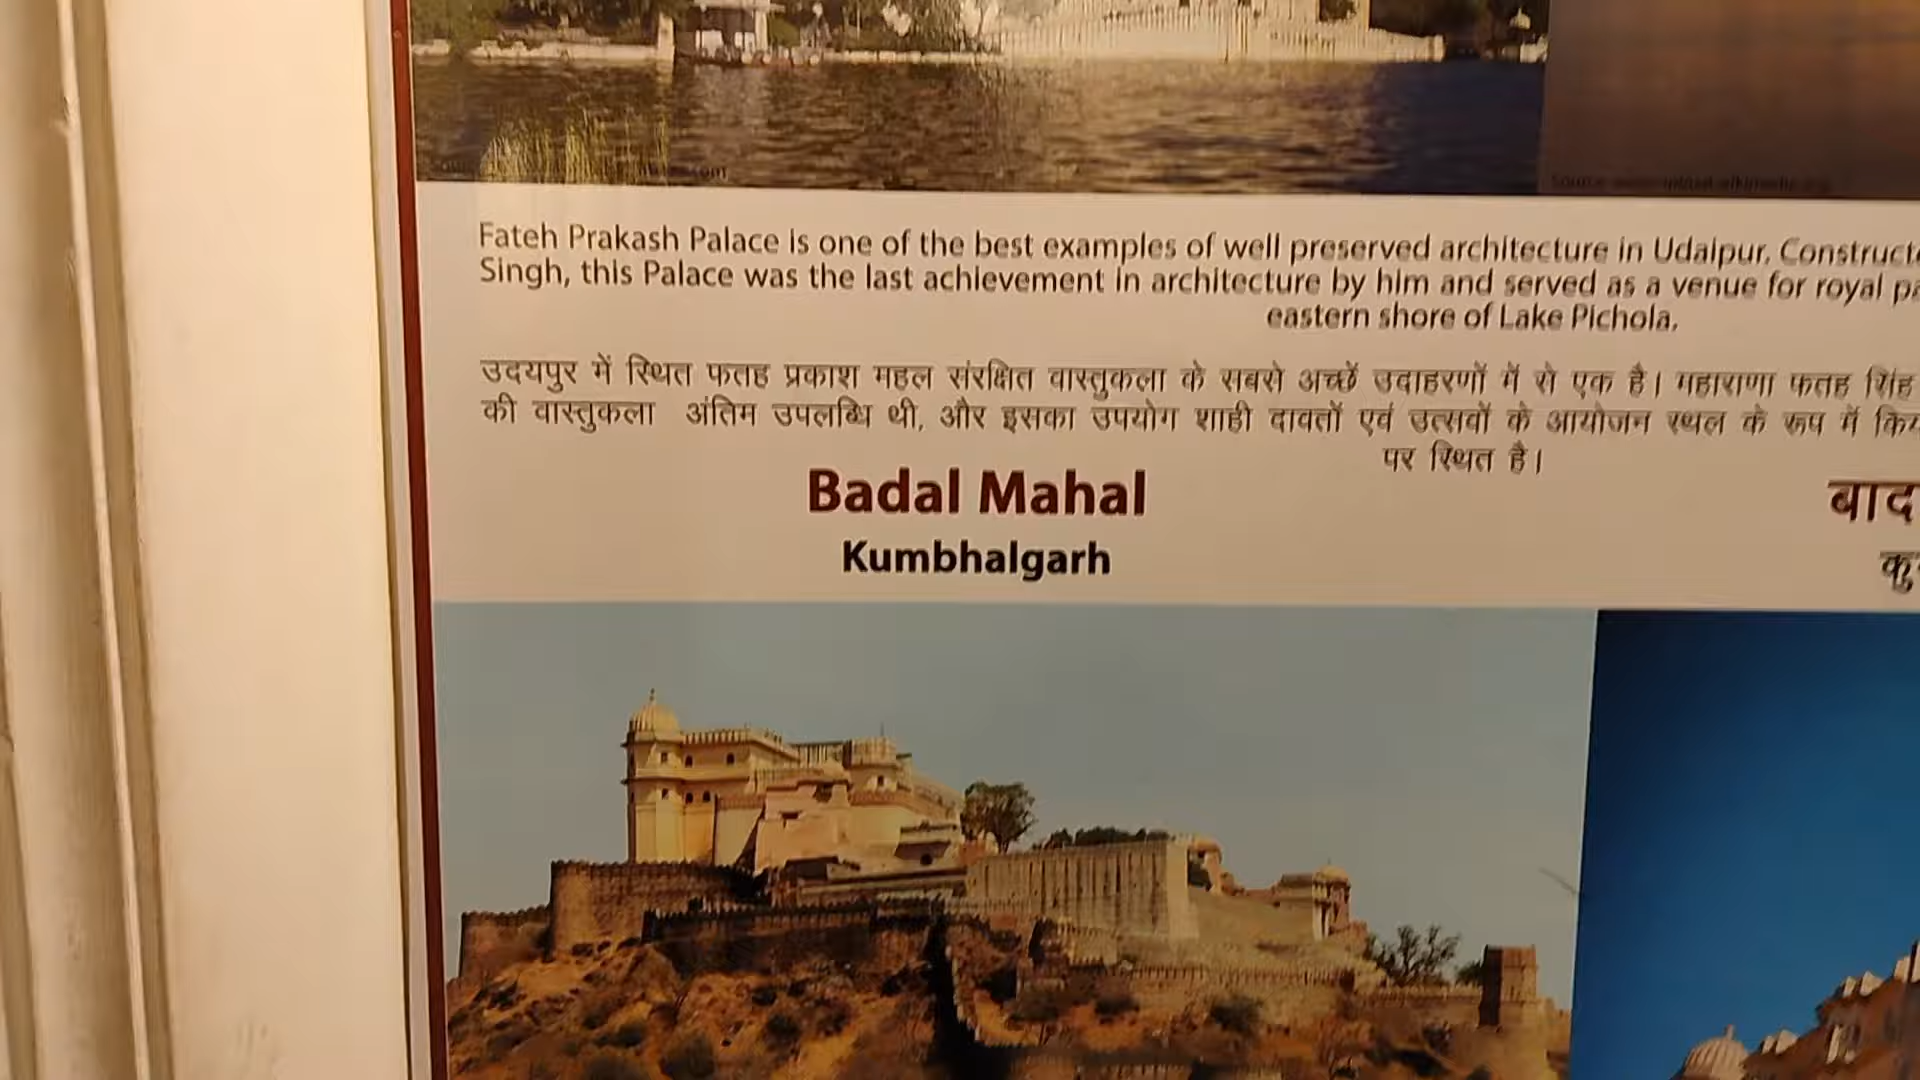 Fateh Prakash Palace is one of the best examples of well preserved architecture in Udaipur. Construct
Singh, this Palace was the last achievement in architecture by him and served as a venue for royal pa
eastern shore of Lake Pichola.
उदयपुर में स्थित फतह प्रकाश महल संरक्षित वास्तुकला के सबसे अच्छें उदाहरणों में से एक है। महाराणा फतह सिंह
की वास्तुकला अंतिम उपलब्धि थी, और इसका उपयोग शाही दावतों एवं उत्सवों के आयोजन स्थल के रूप में किय
पर स्थित है।
Badal Mahal
बाद
Kumbhalgarh
कु